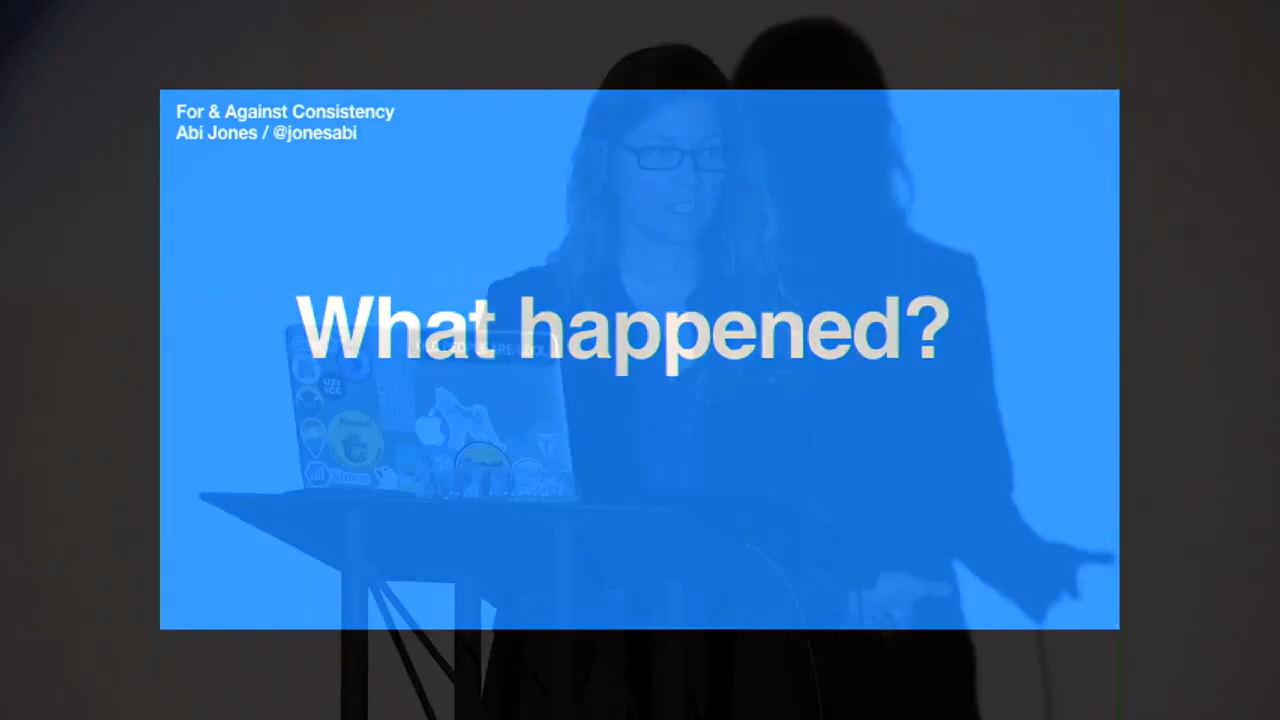 For & Against Consistency
Abi Jones / @jonesabi
What happened?